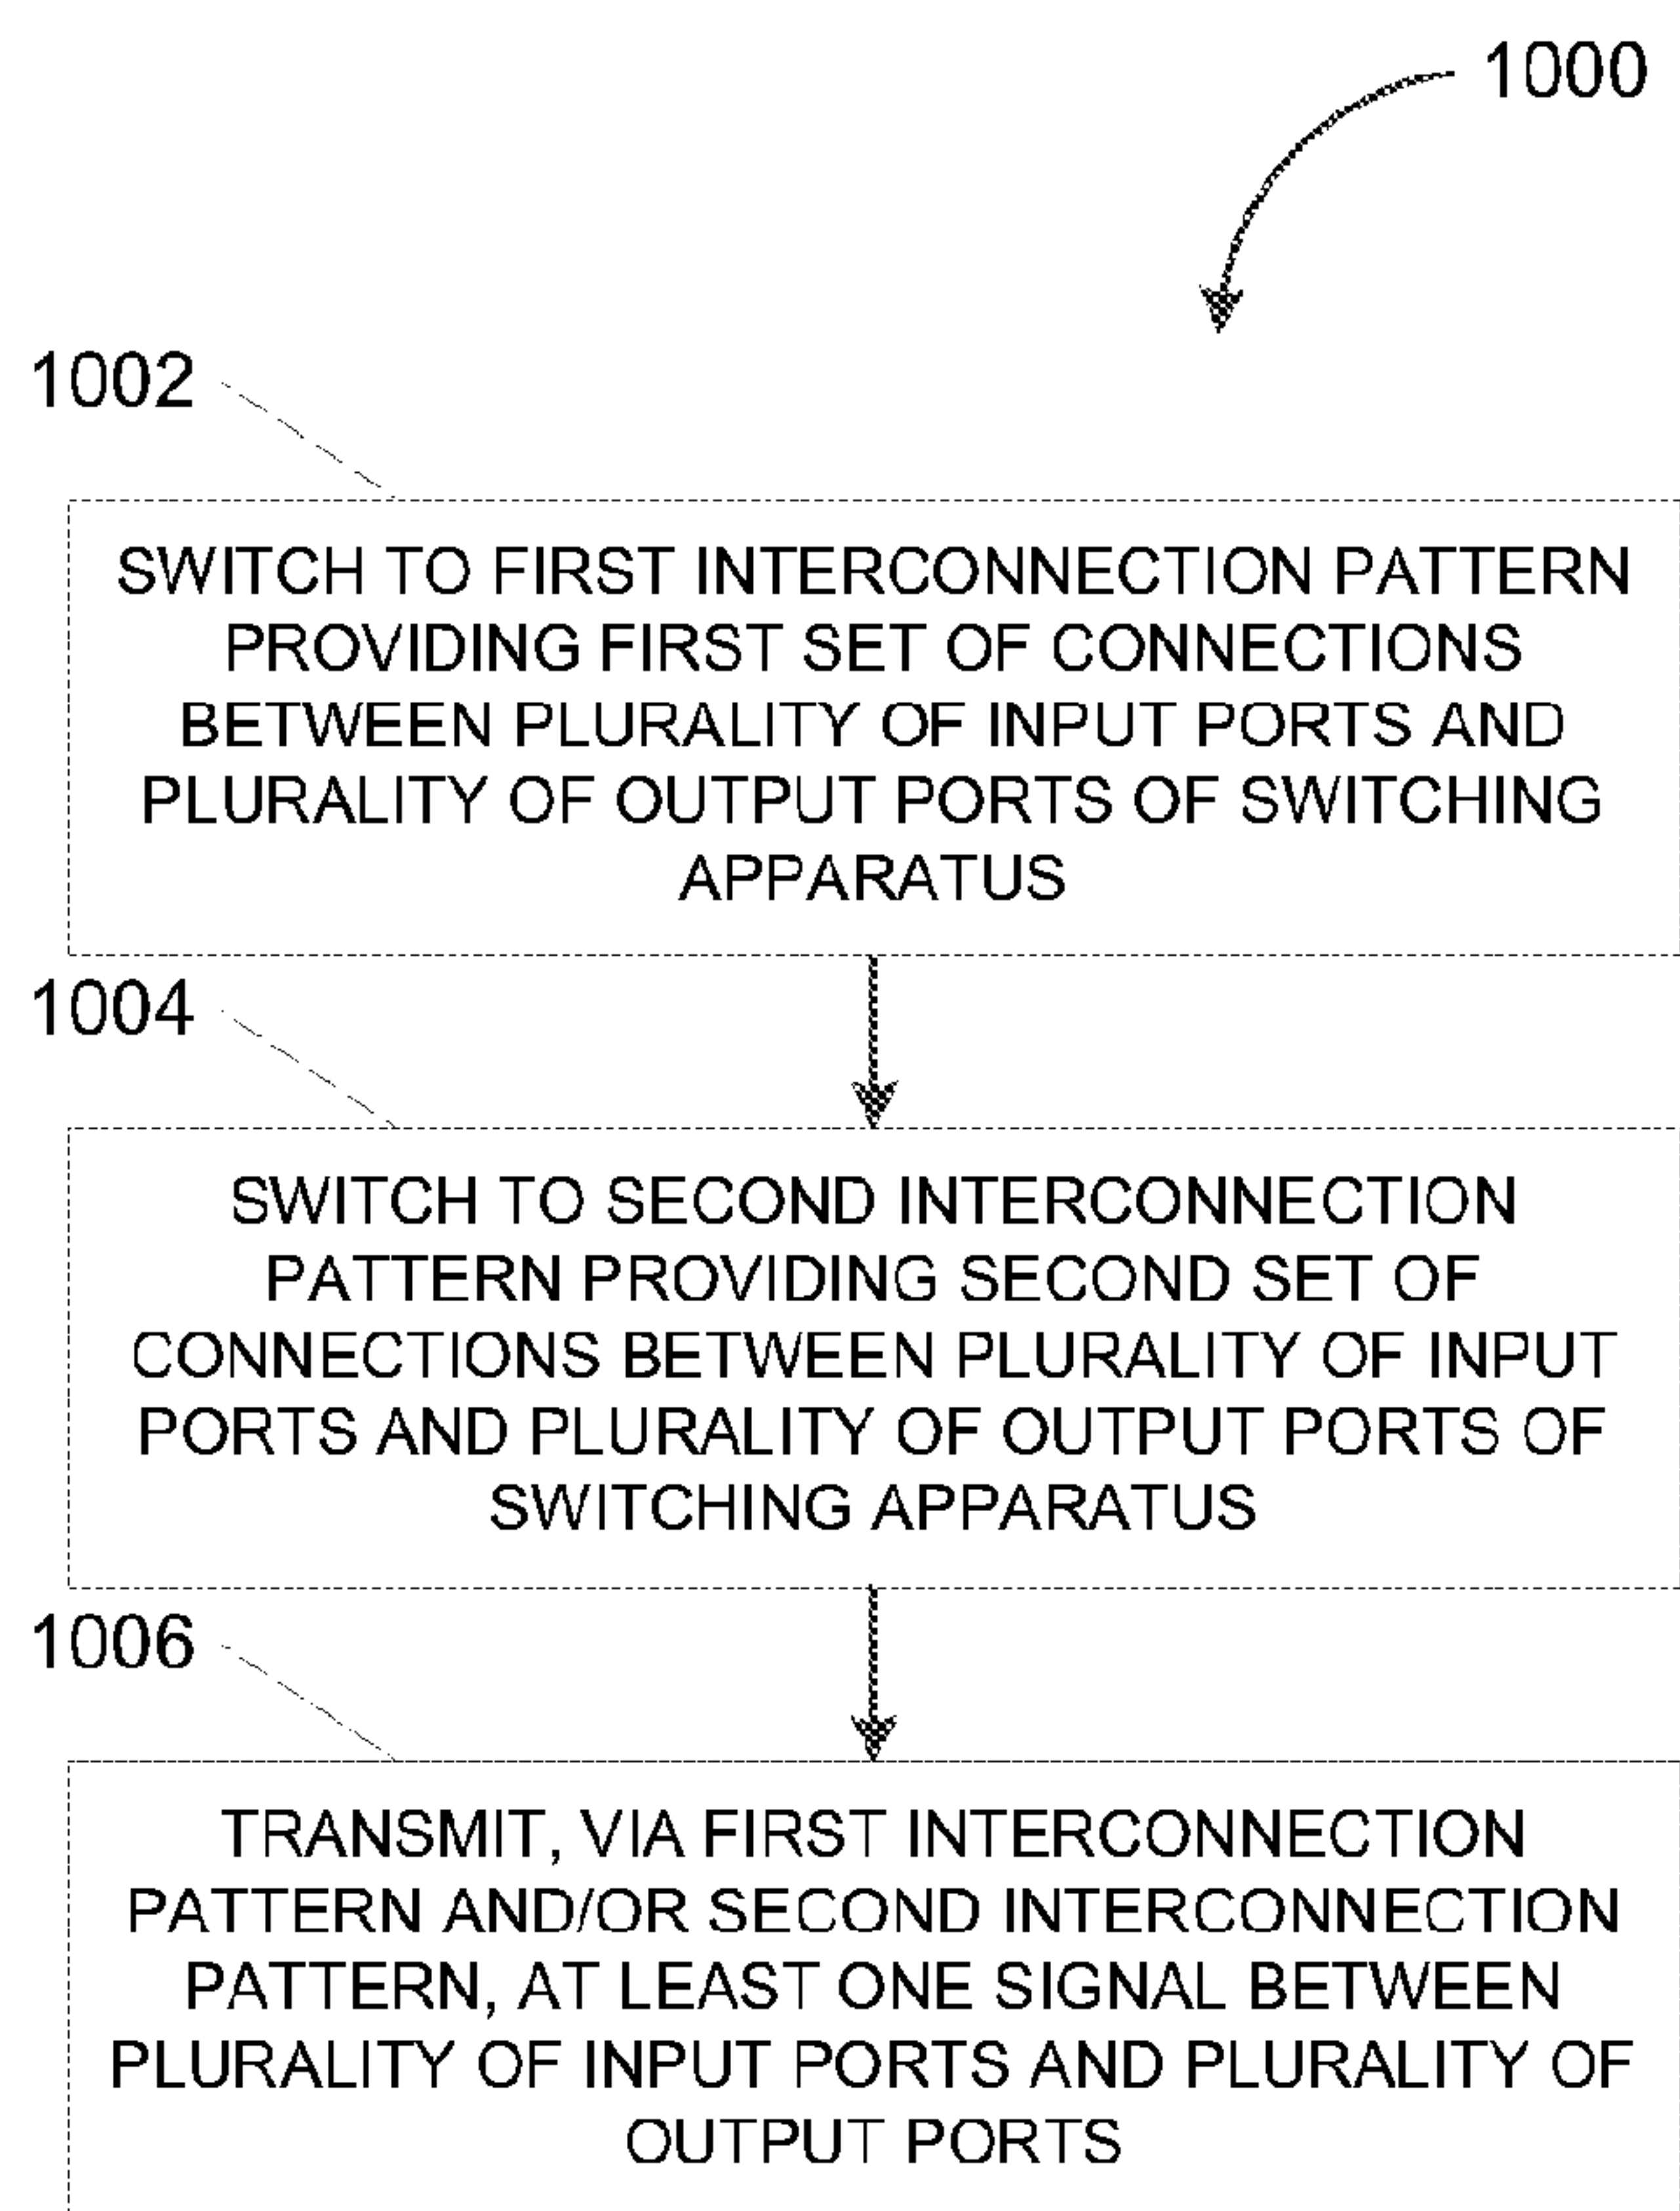 1000
1002
SWITCH TO FIRST INTERCONNECTION PATTERN
PROVIDING FIRST SET OF CONNECTIONS
BETWEEN PLURALITY OF INPUT PORTS AND
PLURALITY OF OUTPUT PORTS OF SWITCHING
APPARATUS
1004
SWITCH TO SECOND INTERCONNECTION
PATTERN PROVIDING SECOND SET OF
CONNECTIONS BETWEEN PLURALITY OF INPUT
PORTS AND PLURALITY OF OUTPUT PORTS OF
SWITCHING APPARATUS
1006
TRANSMIT, VIA FIRST INTERCONNECTION
PATTERN AND/OR SECOND INTERCONNECTION
PATTERN, AT LEAST ONE SIGNAL BETWEEN
PLURALITY OF INPUT PORTS AND PLURALITY OF
OUTPUT PORTS